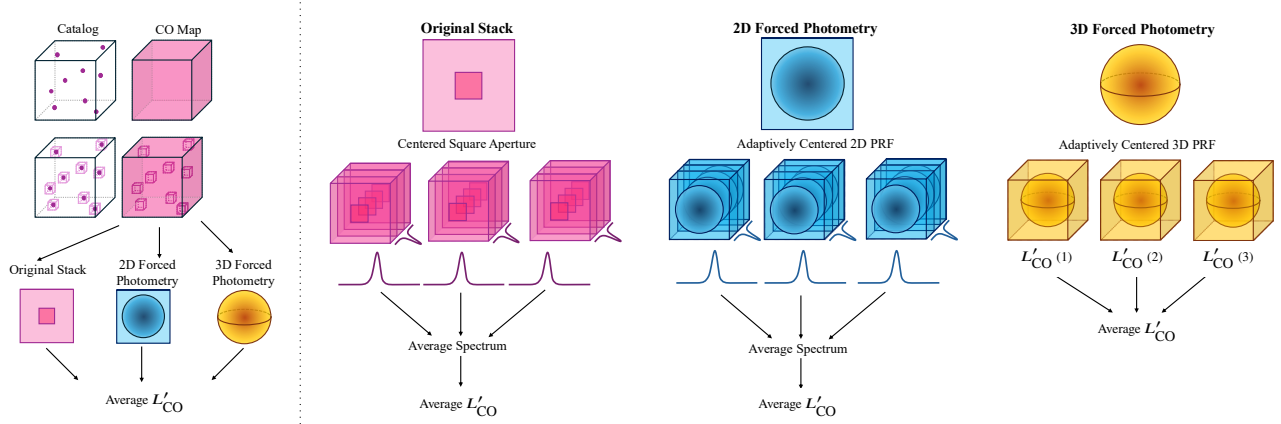 Catalog
CO Map
Original Stack
2D Forced
Photometry
3D Forced
Photometry
Average L′CO
Original Stack
Centered Square Aperture
Average Spectrum
Average L′CO
2D Forced Photometry
Adaptively Centered 2D PRF
Average Spectrum
Average L′CO
3D Forced Photometry
Adaptively Centered 3D PRF
L′CO (1)
L′CO (2)
L′CO (3)
Average L′CO